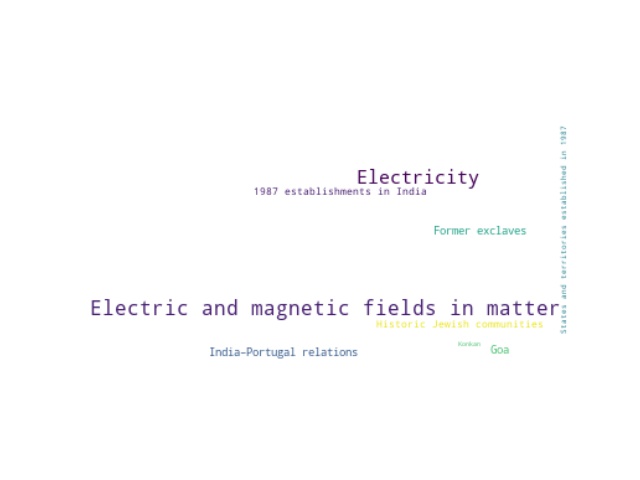 Electricity
1987 establishments in India
Former exclaves
States and territories established in 1987
Electric and magnetic fields in matter
Historic Jewish communities
Konkan
Goa
India–Portugal relations